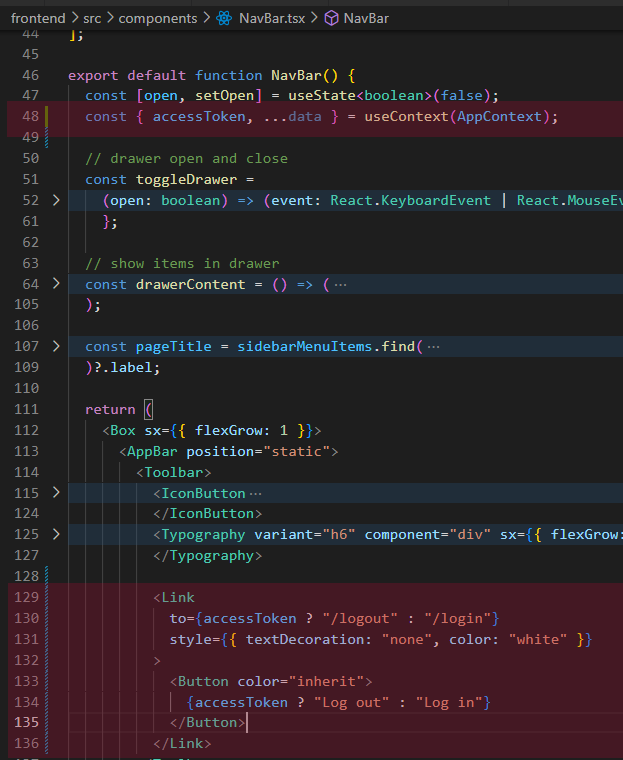 frontend > src > components > NavBar.tsx > NavBar
44 ];
45
46 export default function NavBar() {
47 const [open, setOpen] = useState<boolean>(false);
48 const { accessToken, ...data } = useContext(AppContext);
49
50 // drawer open and close
51 const toggleDrawer =
52 > (open: boolean) => (event: React.KeyboardEvent | React.MouseEv
61 };
62
63 // show items in drawer
64 > const drawerContent = () => ( ···
105 );
106
107 > const pageTitle = sidebarMenuItems.find( ···
109 )?.label;
110
111 return (
112 <Box sx={{ flexGrow: 1 }}>
113 <AppBar position="static">
114 <Toolbar>
115 > <IconButton ···
124 </IconButton>
125 > <Typography variant="h6" component="div" sx={{ flexGrow:
127 </Typography>
128
129 <Link
130 to={accessToken ? "/logout" : "/login"}
131 style={{ textDecoration: "none", color: "white" }}
132 >
133 <Button color="inherit">
134 {accessToken ? "Log out" : "Log in"}
135 </Button>
136 </Link>